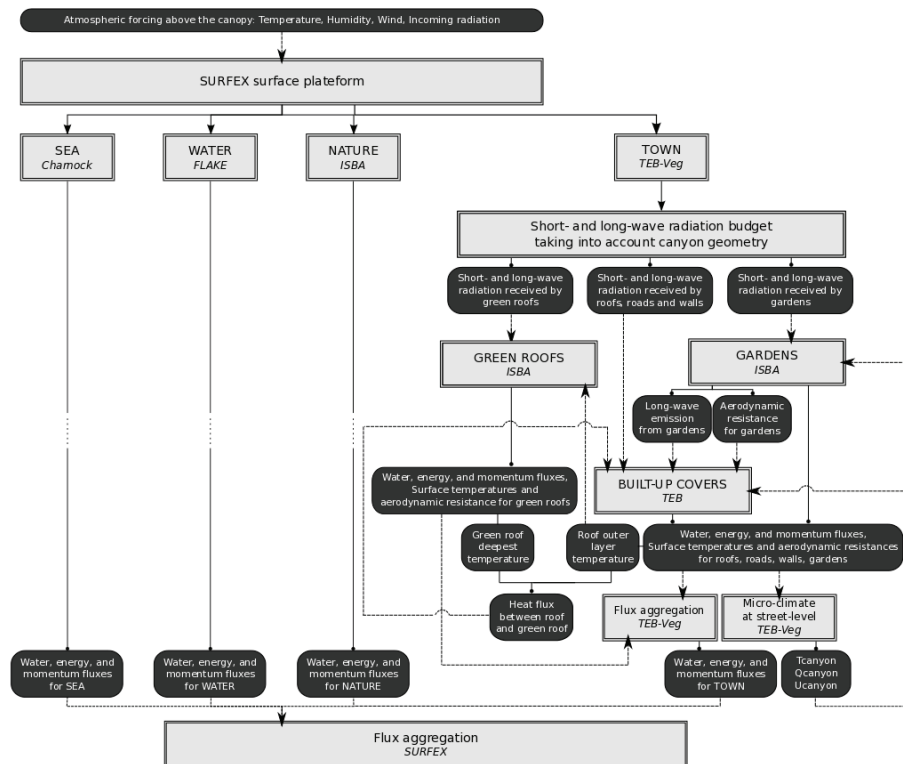 Atmospheric forcing above the canopy: Temperature, Humidity, Wind, Incoming radiation
SURFEX surface plateform
SEA
Charnock
WATER
FLAKE
NATURE
ISBA
TOWN
TEB-Veg
Short- and long-wave radiation budget
taking into account canyon geometry
Short- and long-wave
radiation received by
green roofs
Short- and long-wave
radiation received by
roofs, roads and walls
Short- and long-wave
radiation received by
gardens
GREEN ROOFS
ISBA
GARDENS
ISBA
Long-wave
emission
from gardens
Aerodynamic
resistance
for gardens
Water, energy, and momentum fluxes,
Surface temperatures and
aerodynamic resistance for green roofs
BUILT-UP COVERS
TEB
Green roof
deepest
temperature
Roof outer
layer
temperature
Water, energy, and momentum fluxes,
Surface temperatures and aerodynamic resistances
for roofs, roads, walls, gardens
Heat flux
between roof
and green roof
Flux aggregation
TEB-Veg
Micro-climate
at street-level
TEB-Veg
Water, energy, and
momentum fluxes
for SEA
Water, energy, and
momentum fluxes
for WATER
Water, energy, and
momentum fluxes
for NATURE
Water, energy, and
momentum fluxes
for TOWN
Tcanyon
Qcanyon
Ucanyon
Flux aggregation
SURFEX